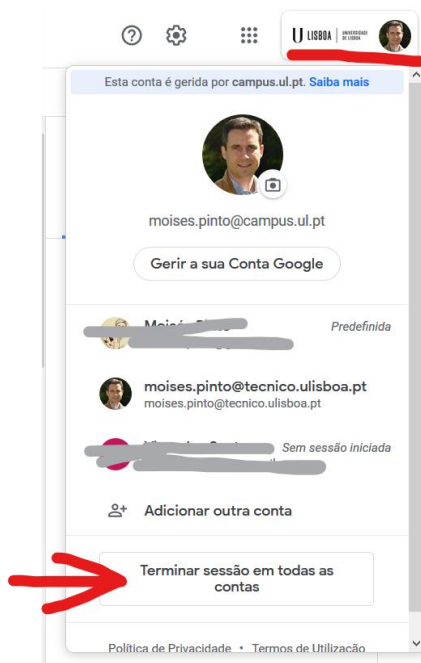 U LISBOA | UNIVERSIDADE
DE LISBOA
Esta conta é gerida por campus.ul.pt. Saiba mais
moises.pinto@campus.ul.pt
Gerir a sua Conta Google
Predefinida
moises.pinto@tecnico.ulisboa.pt
moises.pinto@tecnico.ulisboa.pt
Sem sessão iniciada
Adicionar outra conta
Terminar sessão em todas as
contas
Política de Privacidade • Termos de Utilização